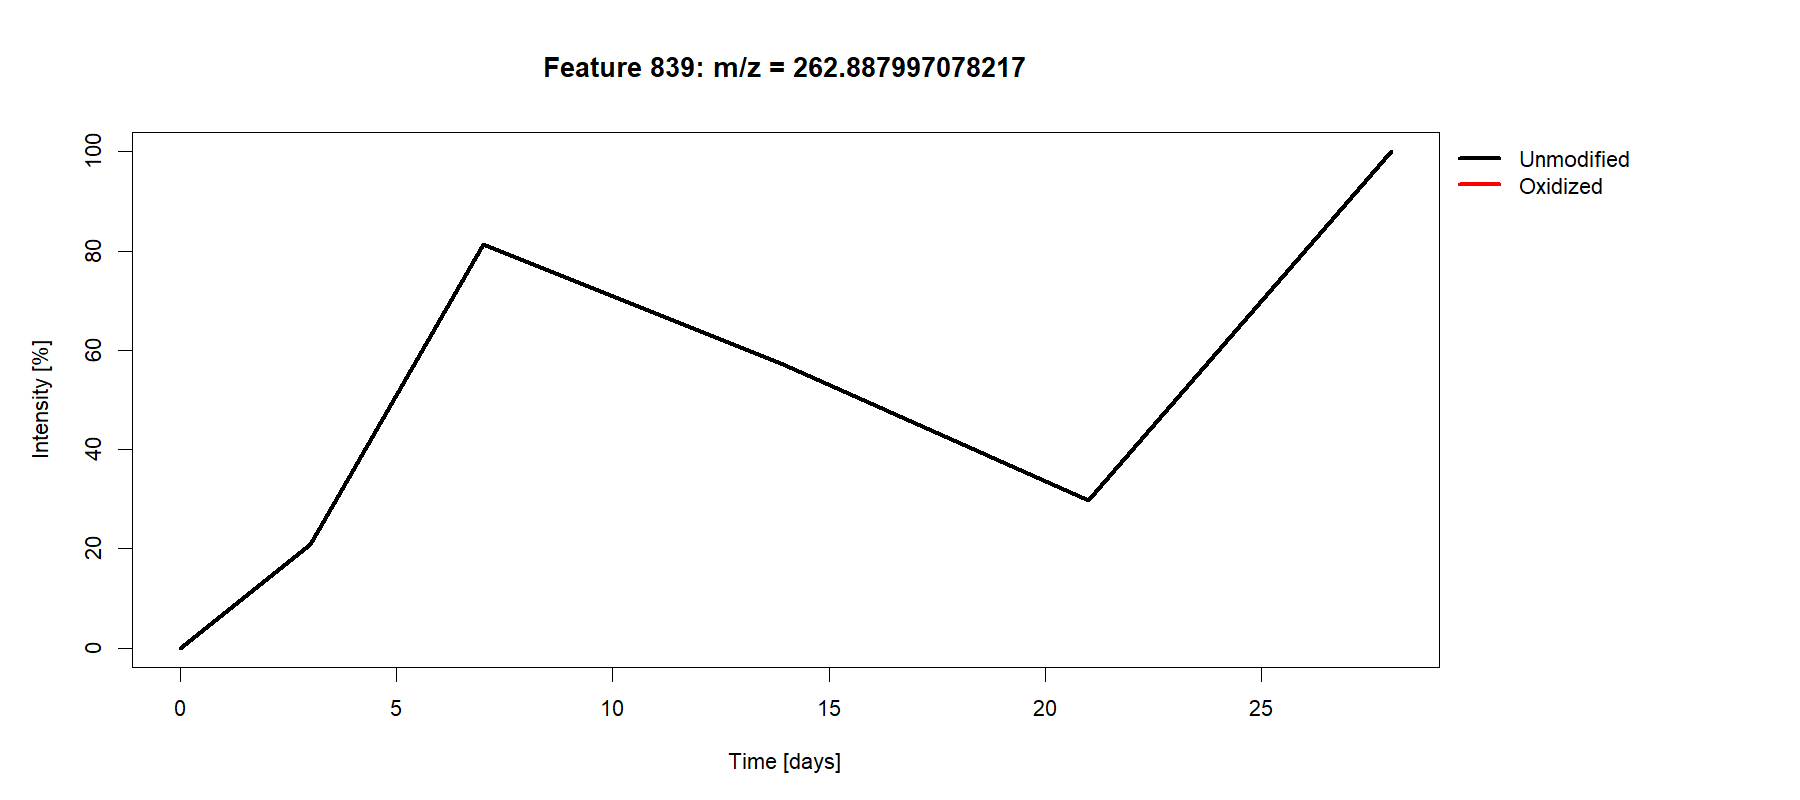 Feature 839: m/z = 262.887997078217
Unmodified
Oxidized
Intensity [%]
100
80
60
40
20
0
0 5 10 15 20 25
Time [days]